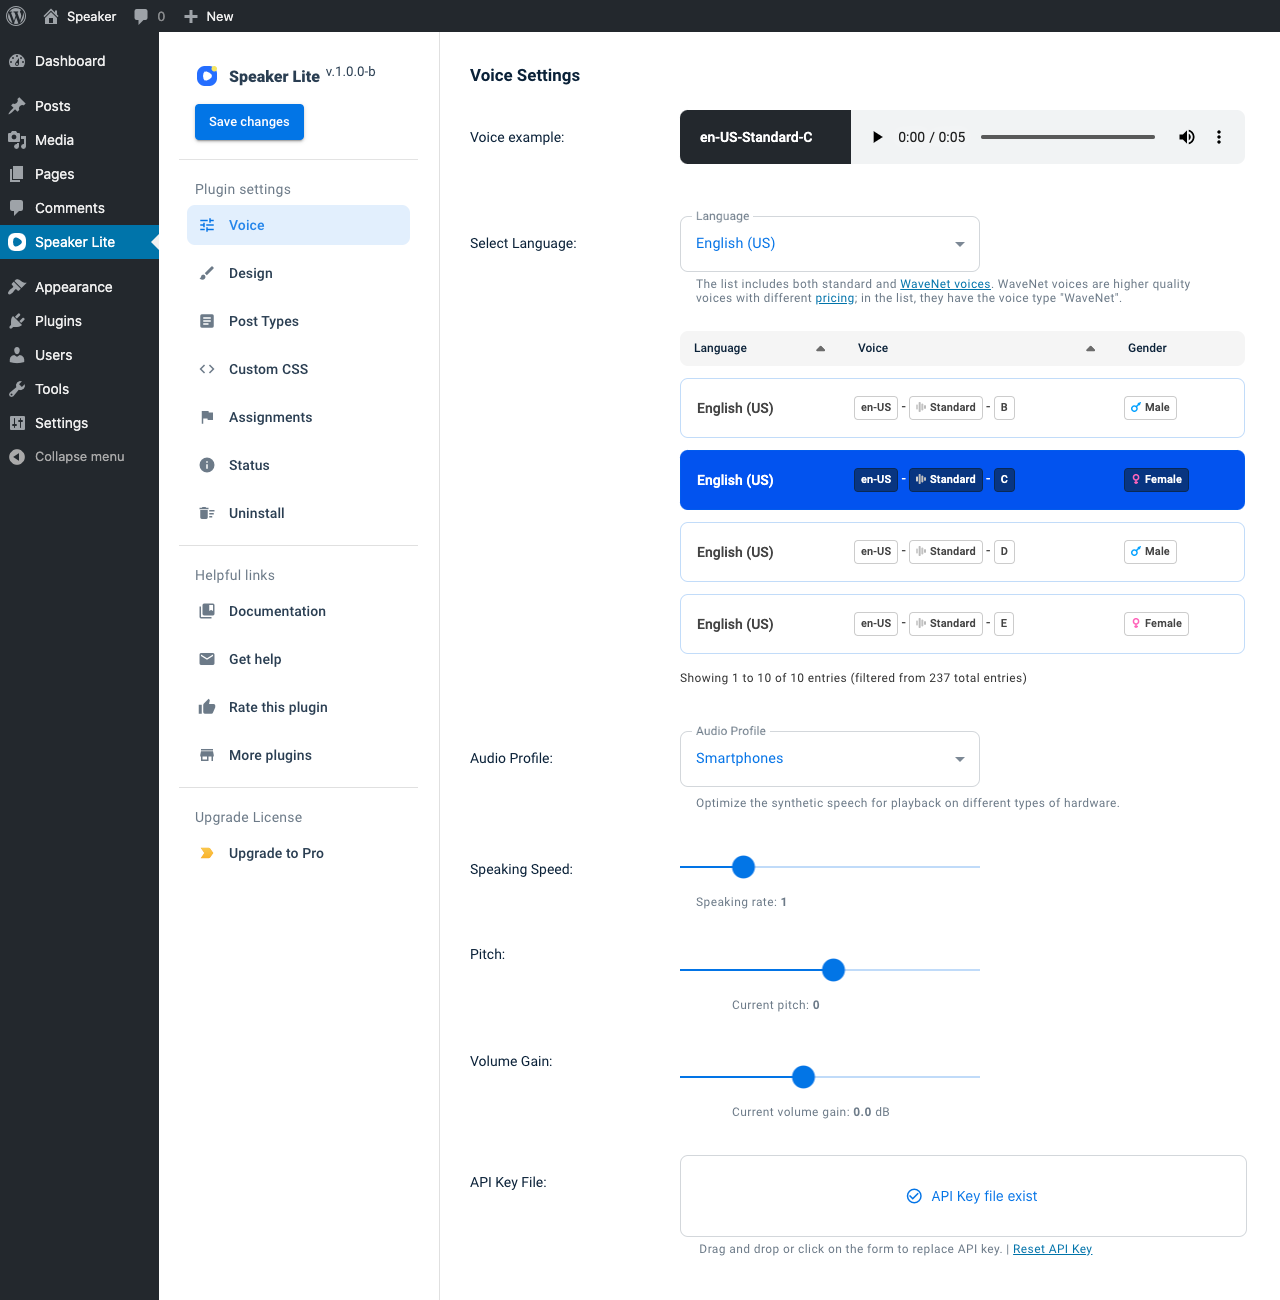 Speaker
0
New
Dashboard
Posts
Media
Pages
Comments
Speaker Lite
Appearance
Plugins
Users
Tools
Settings
Collapse menu
Speaker Lite v.1.0.0-b
Save changes
Plugin settings
Voice
Design
Post Types
Custom CSS
Assignments
Status
Uninstall
Helpful links
Documentation
Get help
Rate this plugin
More plugins
Upgrade License
Upgrade to Pro
Voice Settings
Voice example:
en-US-Standard-C
0:00 / 0:05
Language
Select Language:
English (US)
The list includes both standard and WaveNet voices. WaveNet voices are higher quality
voices with different pricing; in the list, they have the voice type "WaveNet".
Language Voice Gender
English (US) en-US - Standard - B Male
English (US) en-US - Standard - C Female
English (US) en-US - Standard - D Male
English (US) en-US - Standard - E Female
Showing 1 to 10 of 10 entries (filtered from 237 total entries)
Audio Profile
Audio Profile:
Smartphones
Optimize the synthetic speech for playback on different types of hardware.
Speaking Speed:
Speaking rate: 1
Pitch:
Current pitch: 0
Volume Gain:
Current volume gain: 0.0 dB
API Key File:
API Key file exist
Drag and drop or click on the form to replace API key. | Reset API Key